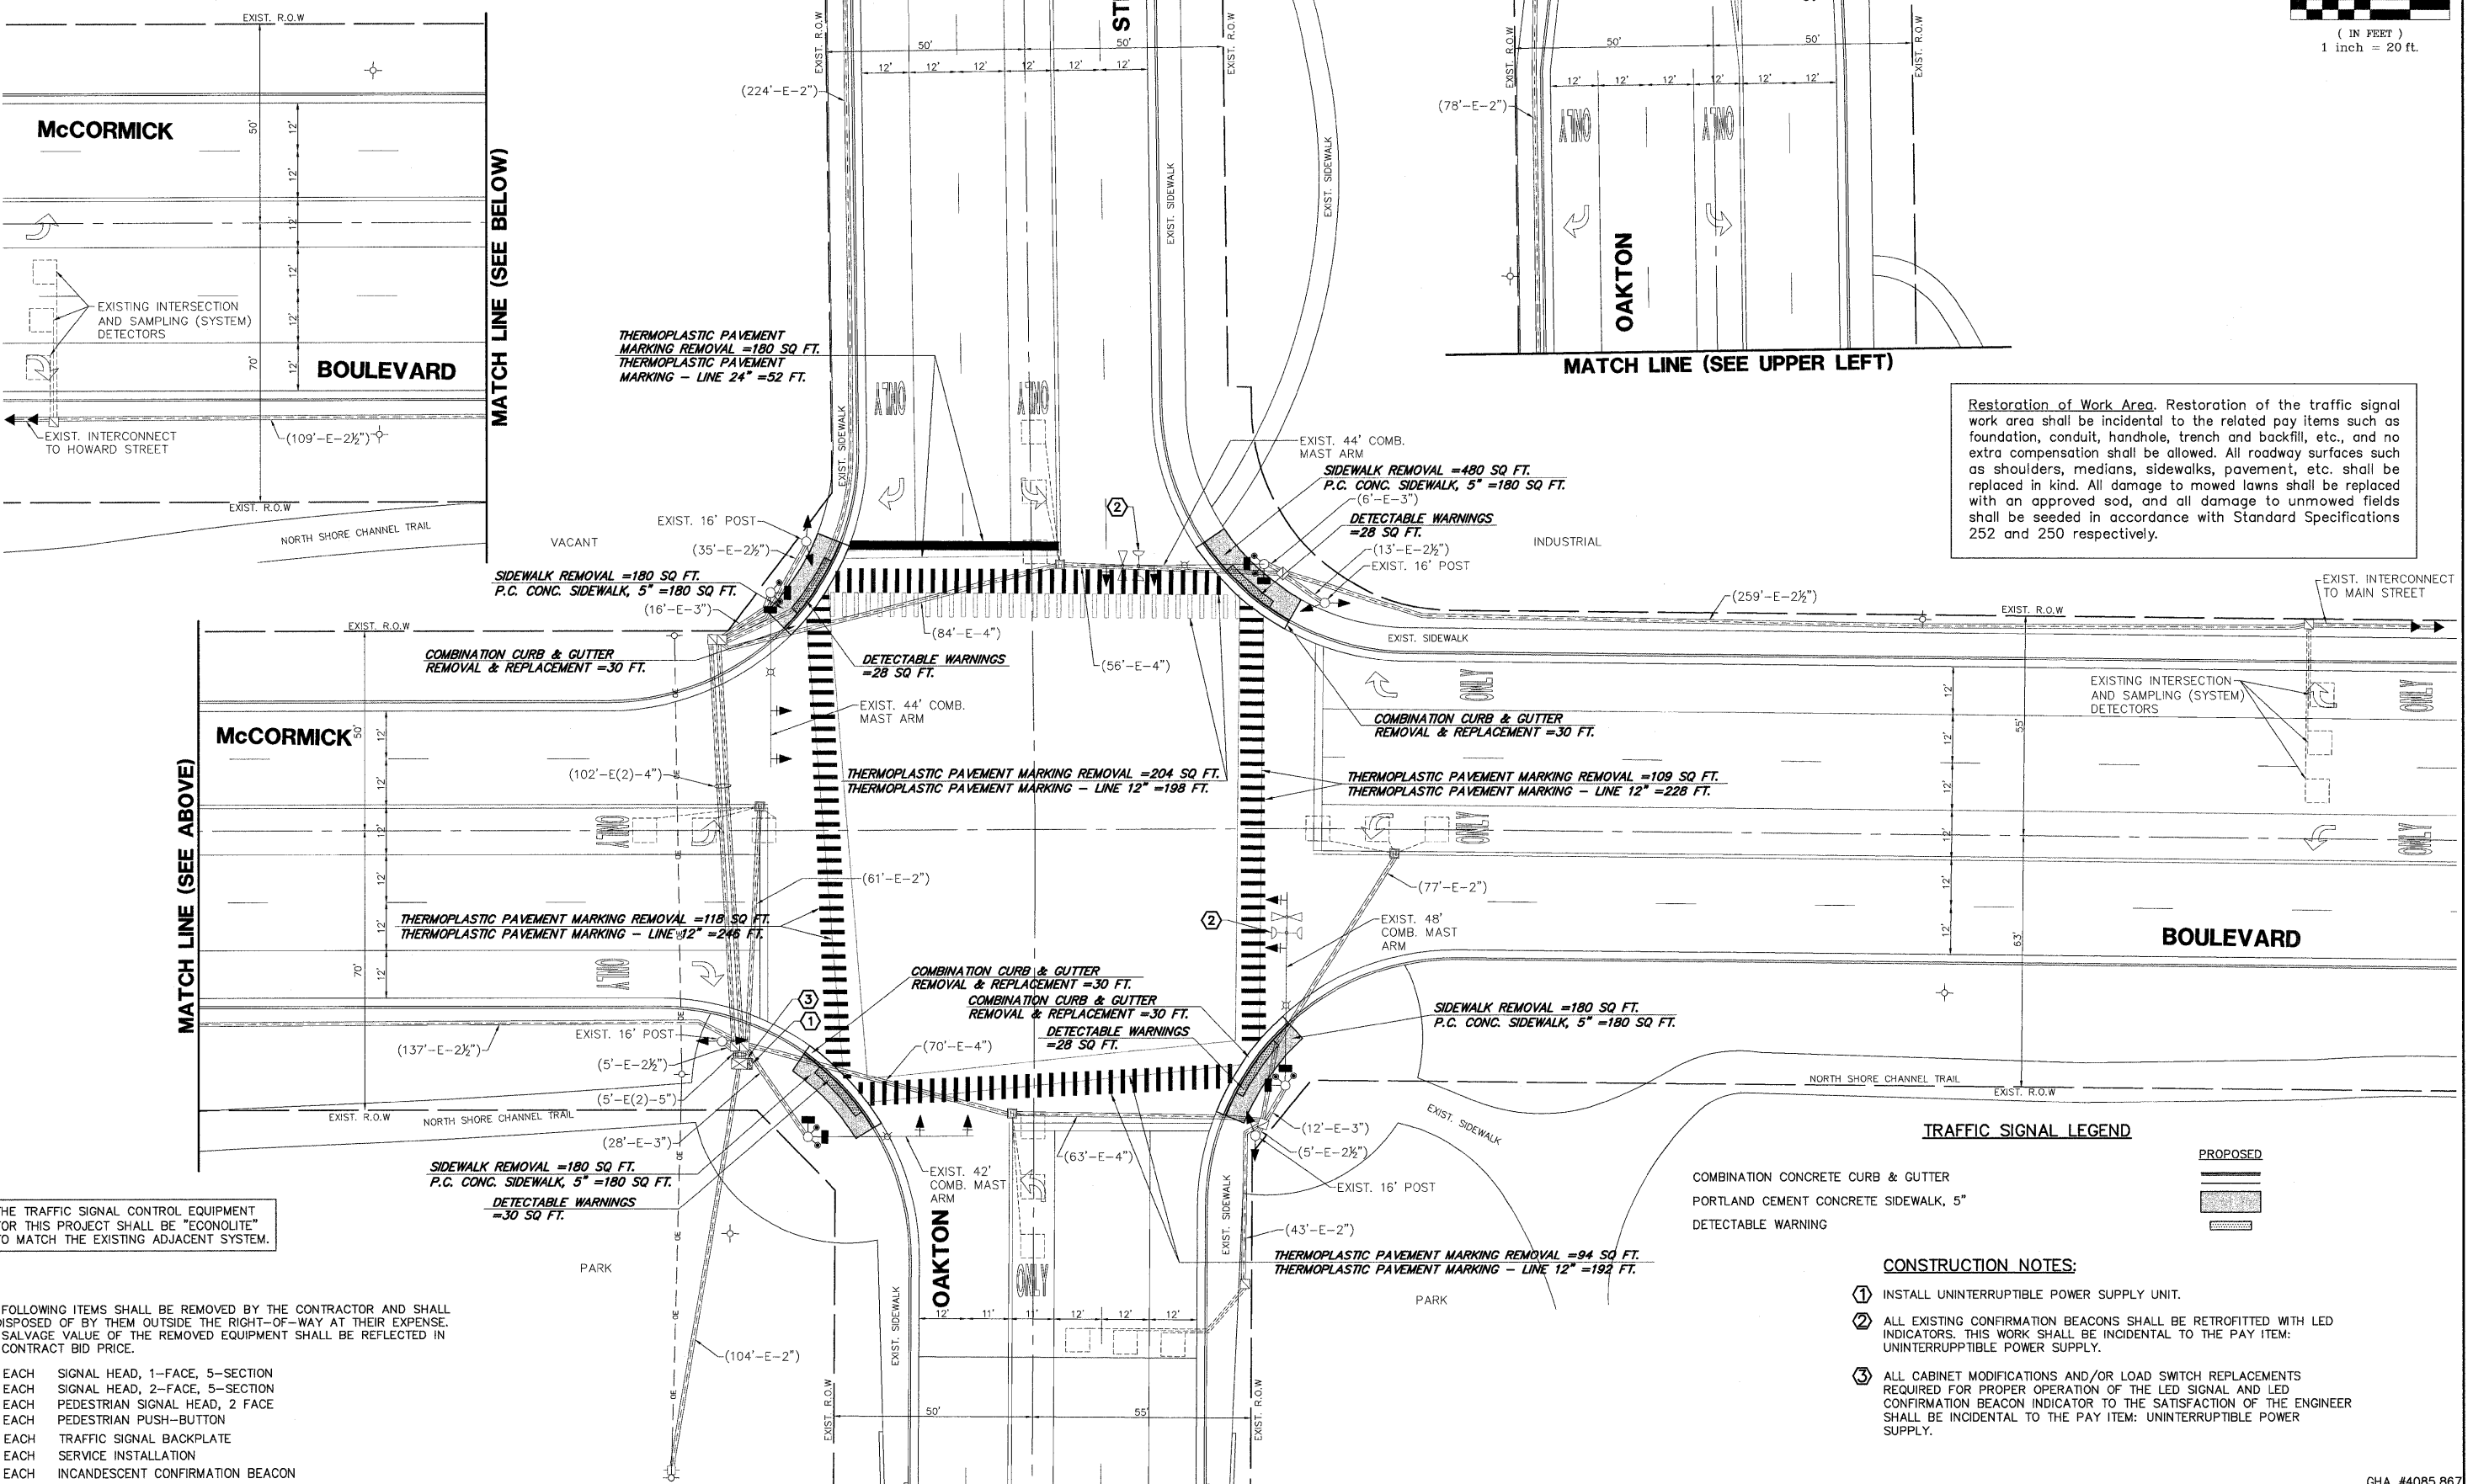 EXIST. R.O.W
McCORMICK
50'
12'
12'
12'
12'
12'
12'
70'
EXISTING INTERSECTION
AND SAMPLING (SYSTEM)
DETECTORS
BOULEVARD
EXIST. INTERCONNECT
TO HOWARD STREET
(109'-E-2½")
EXIST. R.O.W
NORTH SHORE CHANNEL TRAIL
MATCH LINE (SEE BELOW)
EXIST. R.O.W
50'
50'
EXIST. R.O.W
12'
12'
12'
12'
12'
12'
(224'-E-2")
EXIST. SIDEWALK
EXIST. SIDEWALK
EXIST. SIDEWALK
THERMOPLASTIC PAVEMENT
MARKING REMOVAL =180 SQ FT.
THERMOPLASTIC PAVEMENT
MARKING - LINE 24" =52 FT.
ONLY
ONLY
EXIST. R.O.W
50'
50'
EXIST. R.O.W
12'
12'
12'
12'
12'
12'
(78'-E-2")
ONLY
ONLY
OAKTON
MATCH LINE (SEE UPPER LEFT)
( IN FEET )
1 inch = 20 ft.
Restoration of Work Area. Restoration of the traffic signal
work area shall be incidental to the related pay items such as
foundation, conduit, handhole, trench and backfill, etc., and no
extra compensation shall be allowed. All roadway surfaces such
as shoulders, medians, sidewalks, pavement, etc. shall be
replaced in kind. All damage to mowed lawns shall be replaced
with an approved sod, and all damage to unmowed fields
shall be seeded in accordance with Standard Specifications
252 and 250 respectively.
EXIST. 44' COMB.
MAST ARM
SIDEWALK REMOVAL =480 SQ FT.
P.C. CONC. SIDEWALK, 5" =180 SQ FT.
(6'-E-3")
DETECTABLE WARNINGS
=28 SQ FT.
(13'-E-2½")
EXIST. 16' POST
INDUSTRIAL
2
EXIST. 16' POST
VACANT
(35'-E-2½")
SIDEWALK REMOVAL =180 SQ FT.
P.C. CONC. SIDEWALK, 5" =180 SQ FT.
(16'-E-3")
EXIST. R.O.W
COMBINATION CURB & GUTTER
REMOVAL & REPLACEMENT =30 FT.
(84'-E-4")
DETECTABLE WARNINGS
=28 SQ FT.
(56'-E-4")
EXIST. 44' COMB.
MAST ARM
(259'-E-2½")
EXIST. R.O.W
EXIST. INTERCONNECT
TO MAIN STREET
EXIST. SIDEWALK
ONLY
EXISTING INTERSECTION
AND SAMPLING (SYSTEM)
DETECTORS
ONLY
COMBINATION CURB & GUTTER
REMOVAL & REPLACEMENT =30 FT.
McCORMICK
50'
12'
12'
12'
12'
12'
12'
70'
OE
OE
OE
OE
OE
OE
(102'-E(2)-4")
THERMOPLASTIC PAVEMENT MARKING REMOVAL =204 SQ FT.
THERMOPLASTIC PAVEMENT MARKING - LINE 12" =198 FT.
THERMOPLASTIC PAVEMENT MARKING REMOVAL =109 SQ FT.
THERMOPLASTIC PAVEMENT MARKING - LINE 12" =228 FT.
12'
12'
12'
12'
12'
12'
55'
63'
ONLY
ONLY
ONLY
MATCH LINE (SEE ABOVE)
(61'-E-2")
(77'-E-2")
THERMOPLASTIC PAVEMENT MARKING REMOVAL =118 SQ FT.
THERMOPLASTIC PAVEMENT MARKING - LINE 12" =246 FT.
2
EXIST. 48'
COMB. MAST
ARM
BOULEVARD
ONLY
COMBINATION CURB & GUTTER
REMOVAL & REPLACEMENT =30 FT.
COMBINATION CURB & GUTTER
REMOVAL & REPLACEMENT =30 FT.
3
1
SIDEWALK REMOVAL =180 SQ FT.
P.C. CONC. SIDEWALK, 5" =180 SQ FT.
DETECTABLE WARNINGS
=28 SQ FT.
EXIST. 16' POST
(137'-E-2½")
(5'-E-2½")
(70'-E-4")
(5'-E(2)-5")
EXIST. R.O.W
NORTH SHORE CHANNEL TRAIL
NORTH SHORE CHANNEL TRAIL
EXIST. R.O.W
(28'-E-3")
SIDEWALK REMOVAL =180 SQ FT.
P.C. CONC. SIDEWALK, 5" =180 SQ FT.
DETECTABLE WARNINGS
=30 SQ FT.
EXIST. 42'
COMB. MAST
ARM
(63'-E-4")
(12'-E-3")
(5'-E-2½")
EXIST. 16' POST
EXIST. SIDEWALK
EXIST. SIDEWALK
(43'-E-2")
THERMOPLASTIC PAVEMENT MARKING REMOVAL =94 SQ FT.
THERMOPLASTIC PAVEMENT MARKING - LINE 12" =192 FT.
PARK
PARK
OAKTON
ONLY
12'
11'
11'
12'
12'
12'
EXIST. SIDEWALK
(104'-E-2")
EXIST. R.O.W
50'
55'
EXIST. R.O.W
TRAFFIC SIGNAL LEGEND
PROPOSED
COMBINATION CONCRETE CURB & GUTTER
PORTLAND CEMENT CONCRETE SIDEWALK, 5"
DETECTABLE WARNING
CONSTRUCTION NOTES:
1 INSTALL UNINTERRUPTIBLE POWER SUPPLY UNIT.
2 ALL EXISTING CONFIRMATION BEACONS SHALL BE RETROFITTED WITH LED
INDICATORS. THIS WORK SHALL BE INCIDENTAL TO THE PAY ITEM:
UNINTERRUPPTIBLE POWER SUPPLY.
3 ALL CABINET MODIFICATIONS AND/OR LOAD SWITCH REPLACEMENTS
REQUIRED FOR PROPER OPERATION OF THE LED SIGNAL AND LED
CONFIRMATION BEACON INDICATOR TO THE SATISFACTION OF THE ENGINEER
SHALL BE INCIDENTAL TO THE PAY ITEM: UNINTERRUPTIBLE POWER
SUPPLY.
TRAFFIC SIGNAL CONTROL EQUIPMENT
THIS PROJECT SHALL BE "ECONOLITE"
MATCH THE EXISTING ADJACENT SYSTEM.
FOLLOWING ITEMS SHALL BE REMOVED BY THE CONTRACTOR AND SHALL
DISPOSED OF BY THEM OUTSIDE THE RIGHT-OF-WAY AT THEIR EXPENSE.
SALVAGE VALUE OF THE REMOVED EQUIPMENT SHALL BE REFLECTED IN
CONTRACT BID PRICE.
EACH SIGNAL HEAD, 1-FACE, 5-SECTION
EACH SIGNAL HEAD, 2-FACE, 5-SECTION
EACH PEDESTRIAN SIGNAL HEAD, 2 FACE
EACH PEDESTRIAN PUSH-BUTTON
EACH TRAFFIC SIGNAL BACKPLATE
EACH SERVICE INSTALLATION
EACH INCANDESCENT CONFIRMATION BEACON
GHA #4085.867